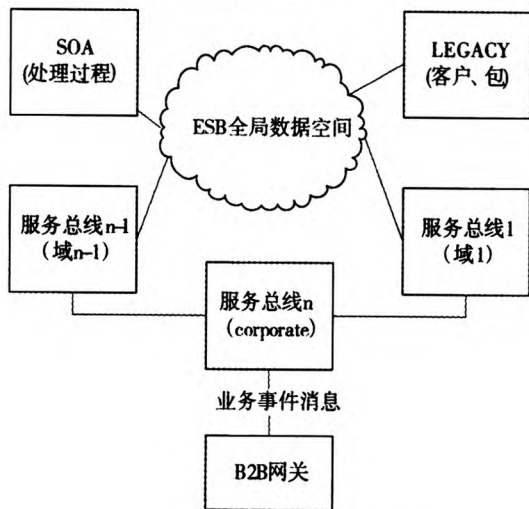 SOA
(处理过程)
LEGACY
(客户、包)
ESB全局数据空间
服务总线n-1
(域n-1)
服务总线1
(域1)
服务总线n
(corporate)
业务事件消息
B2B网关